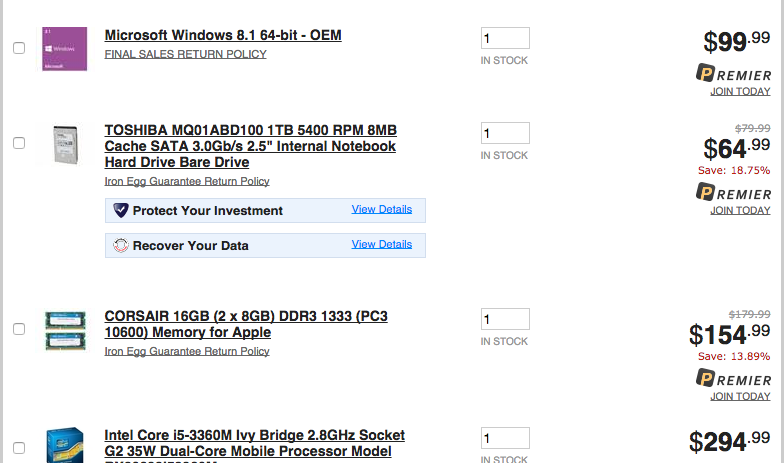 Microsoft Windows 8.1 64-bit - OEM
FINAL SALES RETURN POLICY
1
IN STOCK
$99.99
PREMIER
JOIN TODAY
TOSHIBA MQ01ABD100 1TB 5400 RPM 8MB
Cache SATA 3.0Gb/s 2.5" Internal Notebook
Hard Drive Bare Drive
Iron Egg Guarantee Return Policy
Protect Your Investment View Details
Recover Your Data View Details
1
IN STOCK
$79.99
$64.99
Save: 18.75%
PREMIER
JOIN TODAY
CORSAIR 16GB (2 x 8GB) DDR3 1333 (PC3
10600) Memory for Apple
Iron Egg Guarantee Return Policy
1
IN STOCK
$179.99
$154.99
Save: 13.89%
PREMIER
JOIN TODAY
Intel Core i5-3360M Ivy Bridge 2.8GHz Socket
G2 35W Dual-Core Mobile Processor Model
1
IN STOCK
$294.99